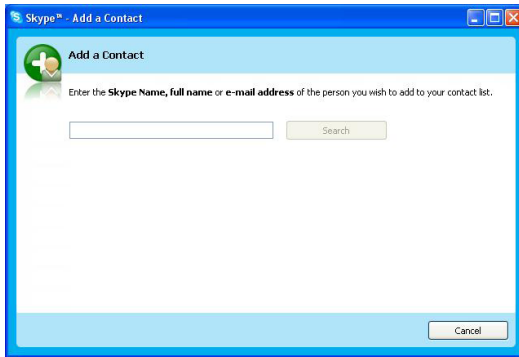 Skype™ - Add a Contact
Add a Contact
Enter the Skype Name, full name or e-mail address of the person you wish to add to your contact list.
Search
Cancel